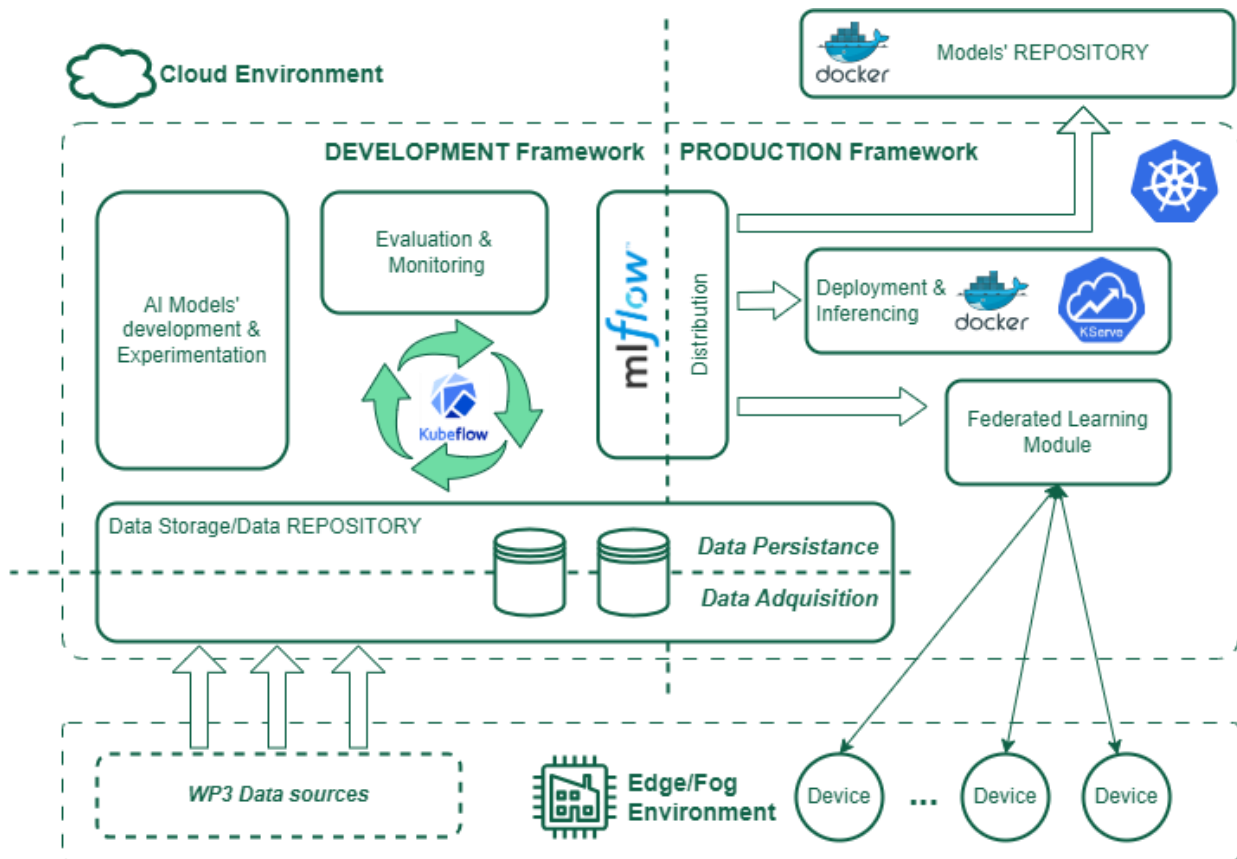 docker
Models' REPOSITORY
Cloud Environment
DEVELOPMENT Framework
PRODUCTION Framework
AI Models'
development &
Experimentation
Evaluation &
Monitoring
Kubeflow
mlflow
Distribution
Deployment &
Inferencing
docker
KServe
Federated Learning
Module
Data Storage/Data REPOSITORY
Data Persistance
Data Adquisition
WP3 Data sources
Edge/Fog
Environment
Device
...
Device
Device